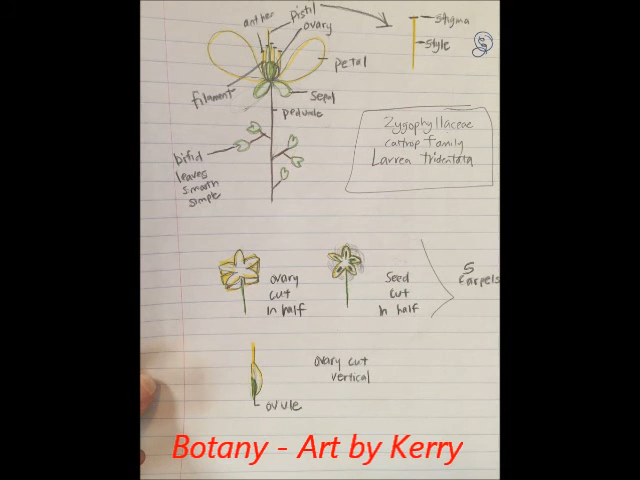 anther
Pistil
ovary
Stigma
Style
petal
filament
Sepal
peduncle
Zygophyllaceae
caltrop family
Larrea tridentata
bifid
leaves
smooth
simple
ovary
cut
in half
Seed
cut
in half
5
carpels
ovary cut
vertical
ovule
Botany - Art by Kerry